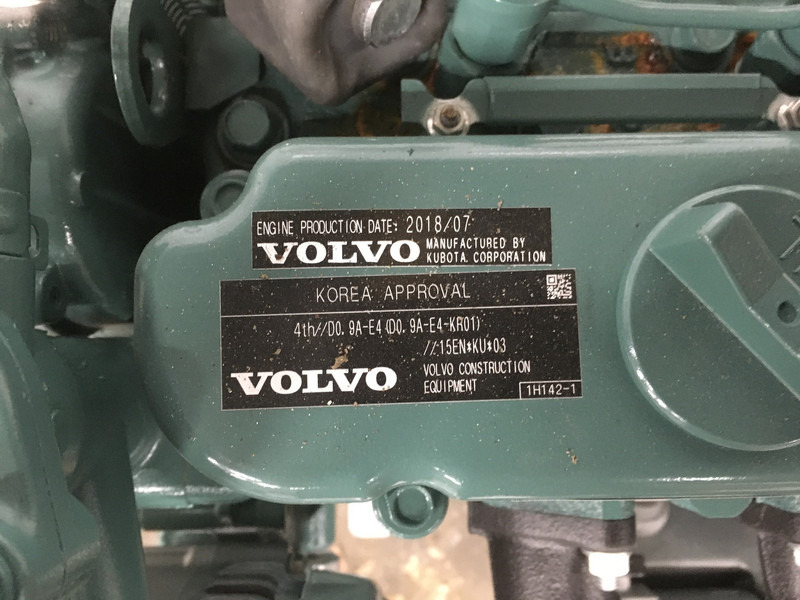 ENGINE PRODUCTION DATE: 2018/07
VOLVO MANUFACTURED BY
KUBOTA CORPORATION
KOREA APPROVAL
4th//D0.9A-E4(D0.9A-E4-KR01)
//15EN*KU*03
VOLVO VOLVO CONSTRUCTION
EQUIPMENT
1H142-1